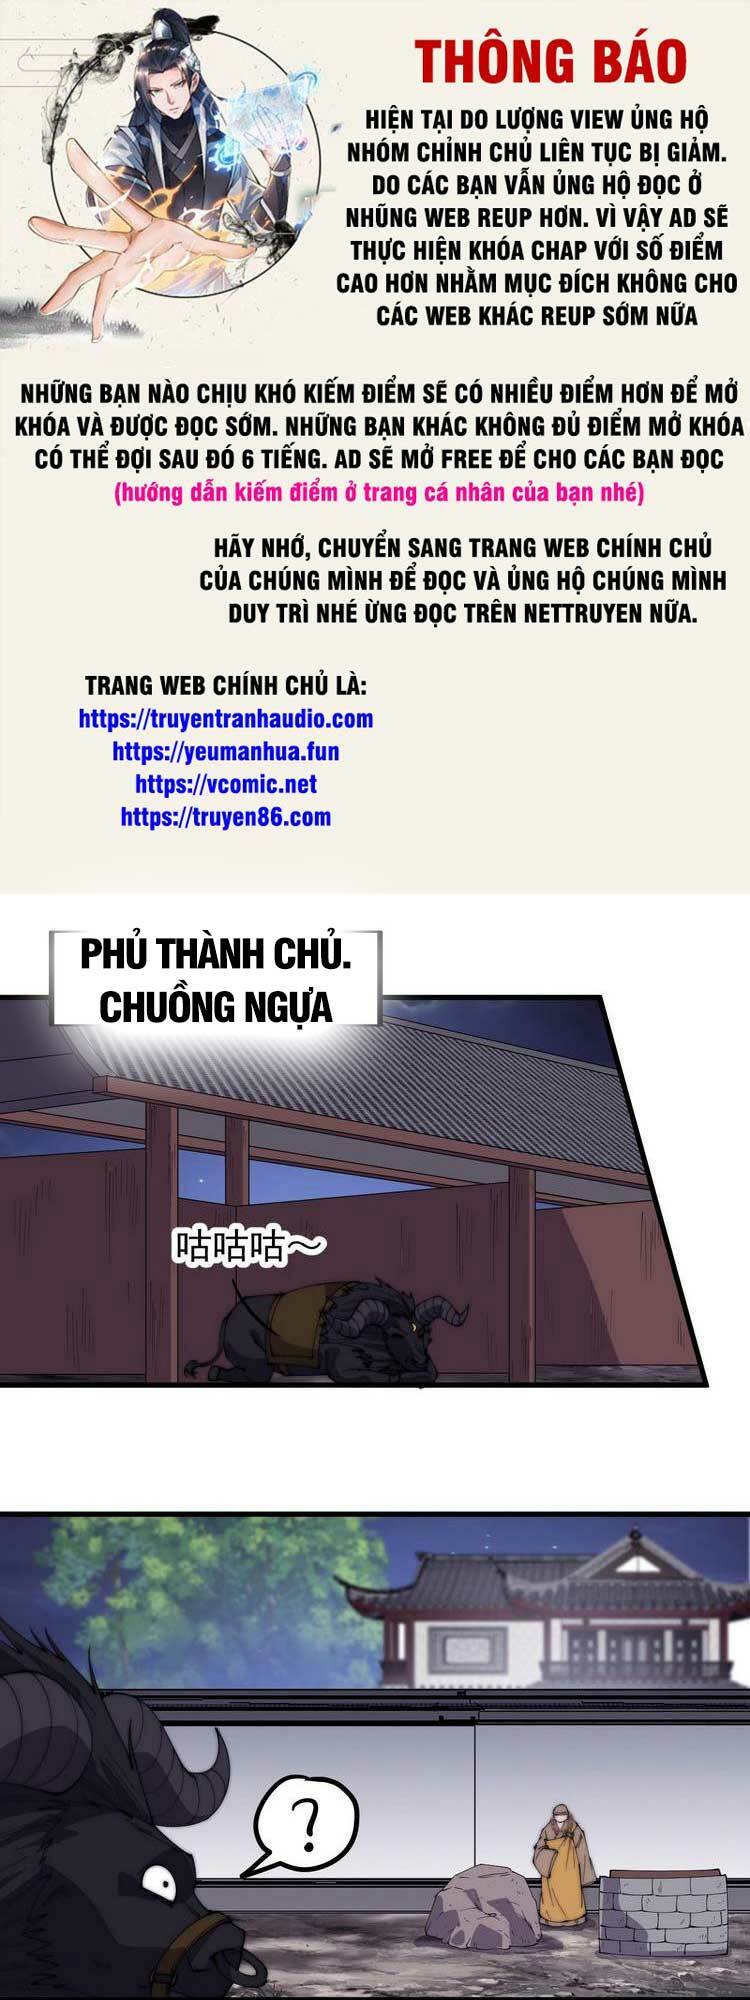 THÔNG BÁO
HIỆN TẠI DO LƯỢNG VIEW ỦNG HỘ
NHÓM CHỈNH CHỦ LIÊN TỤC BỊ GIẢM.
DO CÁC BẠN VẪN ỦNG HỘ ĐỌC Ở
NHŨNG WEB REUP HƠN. VÌ VẬY AD SẼ
THỰC HIỆN KHÓA CHAP VỚI SỐ ĐIỂM
CAO HƠN NHẰM MỤC ĐÍCH KHÔNG CHO
CÁC WEB KHÁC REUP SỚM NỮA
NHỮNG BẠN NÀO CHỊU KHÓ KIẾM ĐIỂM SẼ CÓ NHIỀU ĐIỂM HƠN ĐỂ MỞ
KHÓA VÀ ĐƯỢC ĐỌC SỚM. NHỮNG BẠN KHÁC KHÔNG ĐỦ ĐIỂM MỞ KHÓA
CÓ THỂ ĐỢI SAU ĐÓ 6 TIẾNG. AD SẼ MỞ FREE ĐỂ CHO CÁC BẠN ĐỌC
(hướng dẫn kiếm điểm ở trang cá nhân của bạn nhé)
HÃY NHỚ, CHUYỂN SANG TRANG WEB CHÍNH CHỦ
CỦA CHÚNG MÌNH ĐỂ ĐỌC VÀ ỦNG HỘ CHÚNG MÌNH
DUY TRÌ NHÉ ỪNG ĐỌC TRÊN NETTRUYEN NỮA.
TRANG WEB CHÍNH CHỦ LÀ:
https://truyentranhaudio.com
https://yeumanhua.fun
https://vcomic.net
https://truyen86.com
PHỦ THÀNH CHỦ.
CHUỒNG NGỰA
咕咕咕～
?